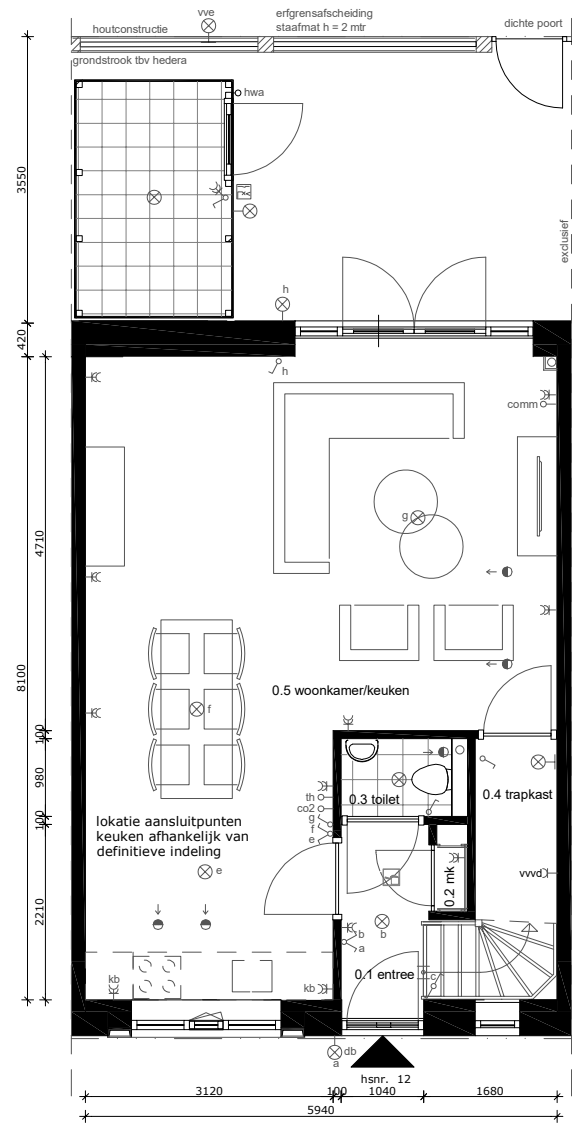 vve
erfgrensafscheiding
staafmat h = 2 mtr
dichte poort
houtconstructie
grondstrook tbv hedera
hwa
3550
exclusief
h
420
h
comm
g
4710
8100
0.5 woonkamer/keuken
f
100
980
100
2210
th
co2
g
f
e
0.3 toilet
0.4 trapkast
lokatie aansluitpunten
keuken afhankelijk van
definitieve indeling
e
0.2 mk
vvvd
b
a
b
c
0.1 entree
kb
kb
db
a
hsnr. 12
3120
100
1040
1680
5940